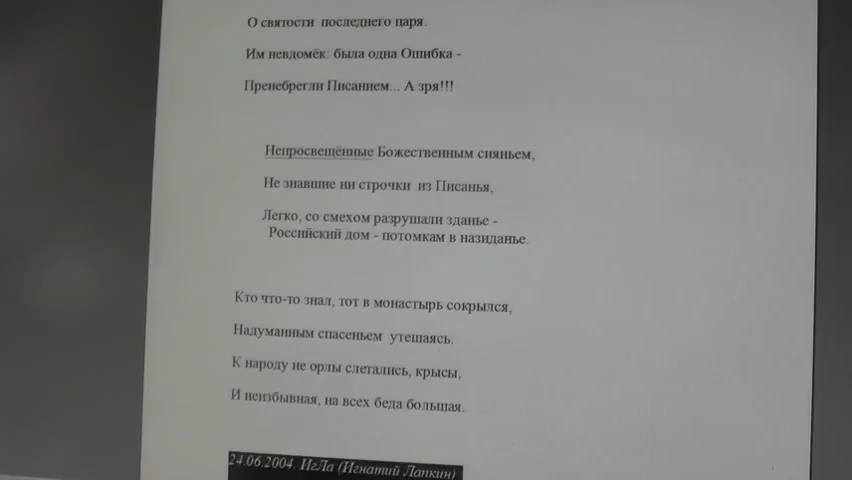 О святости последнего царя.
Им невдомёк: была одна Ошибка -
Пренебрегли Писанием... А зря!!!
Непросвещённые Божественным сияньем,
Не знавшие ни строчки из Писанья,
Легко, со смехом разрушали зданье -
Российский дом - потомкам в назиданье.
Кто что-то знал, тот в монастырь сокрылся,
Надуманным спасеньем утешаясь.
К народу не орлы слетались, крысы,
И неизбывная, на всех беда большая.
24.06.2004. ИгЛа (Игнатий Лапкин)